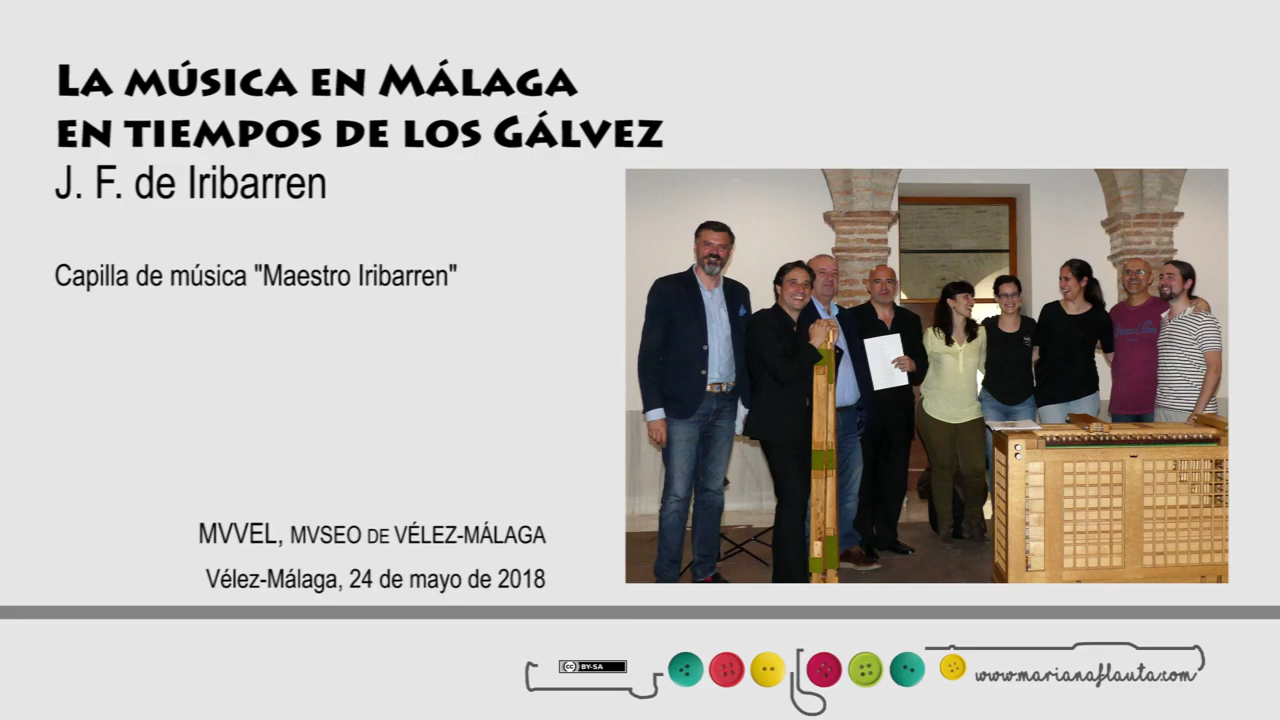 LA MÚSICA EN MÁLAGA
EN TIEMPOS DE LOS GÁLVEZ
J. F. de Iribarren
Capilla de música "Maestro Iribarren"
MVVEL, MVSEO DE VÉLEZ-MÁLAGA
Vélez-Málaga, 24 de mayo de 2018
cc BY-SA
www.marianaflauta.com